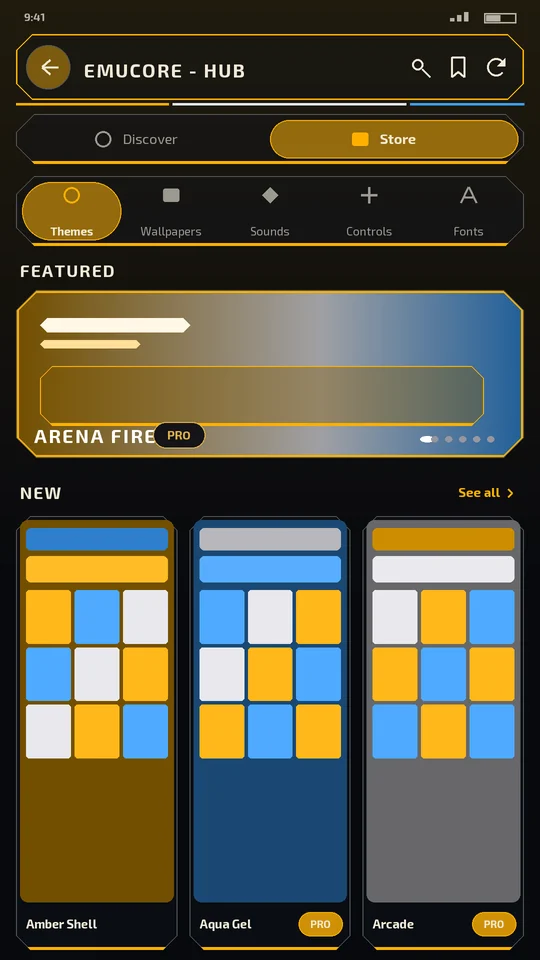 9:41
EMUCORE - HUB
Discover
Store
Themes
Wallpapers
Sounds
Controls
Fonts
FEATURED
ARENA FIRE
PRO
NEW
See all
Amber Shell
Aqua Gel
PRO
Arcade
PRO